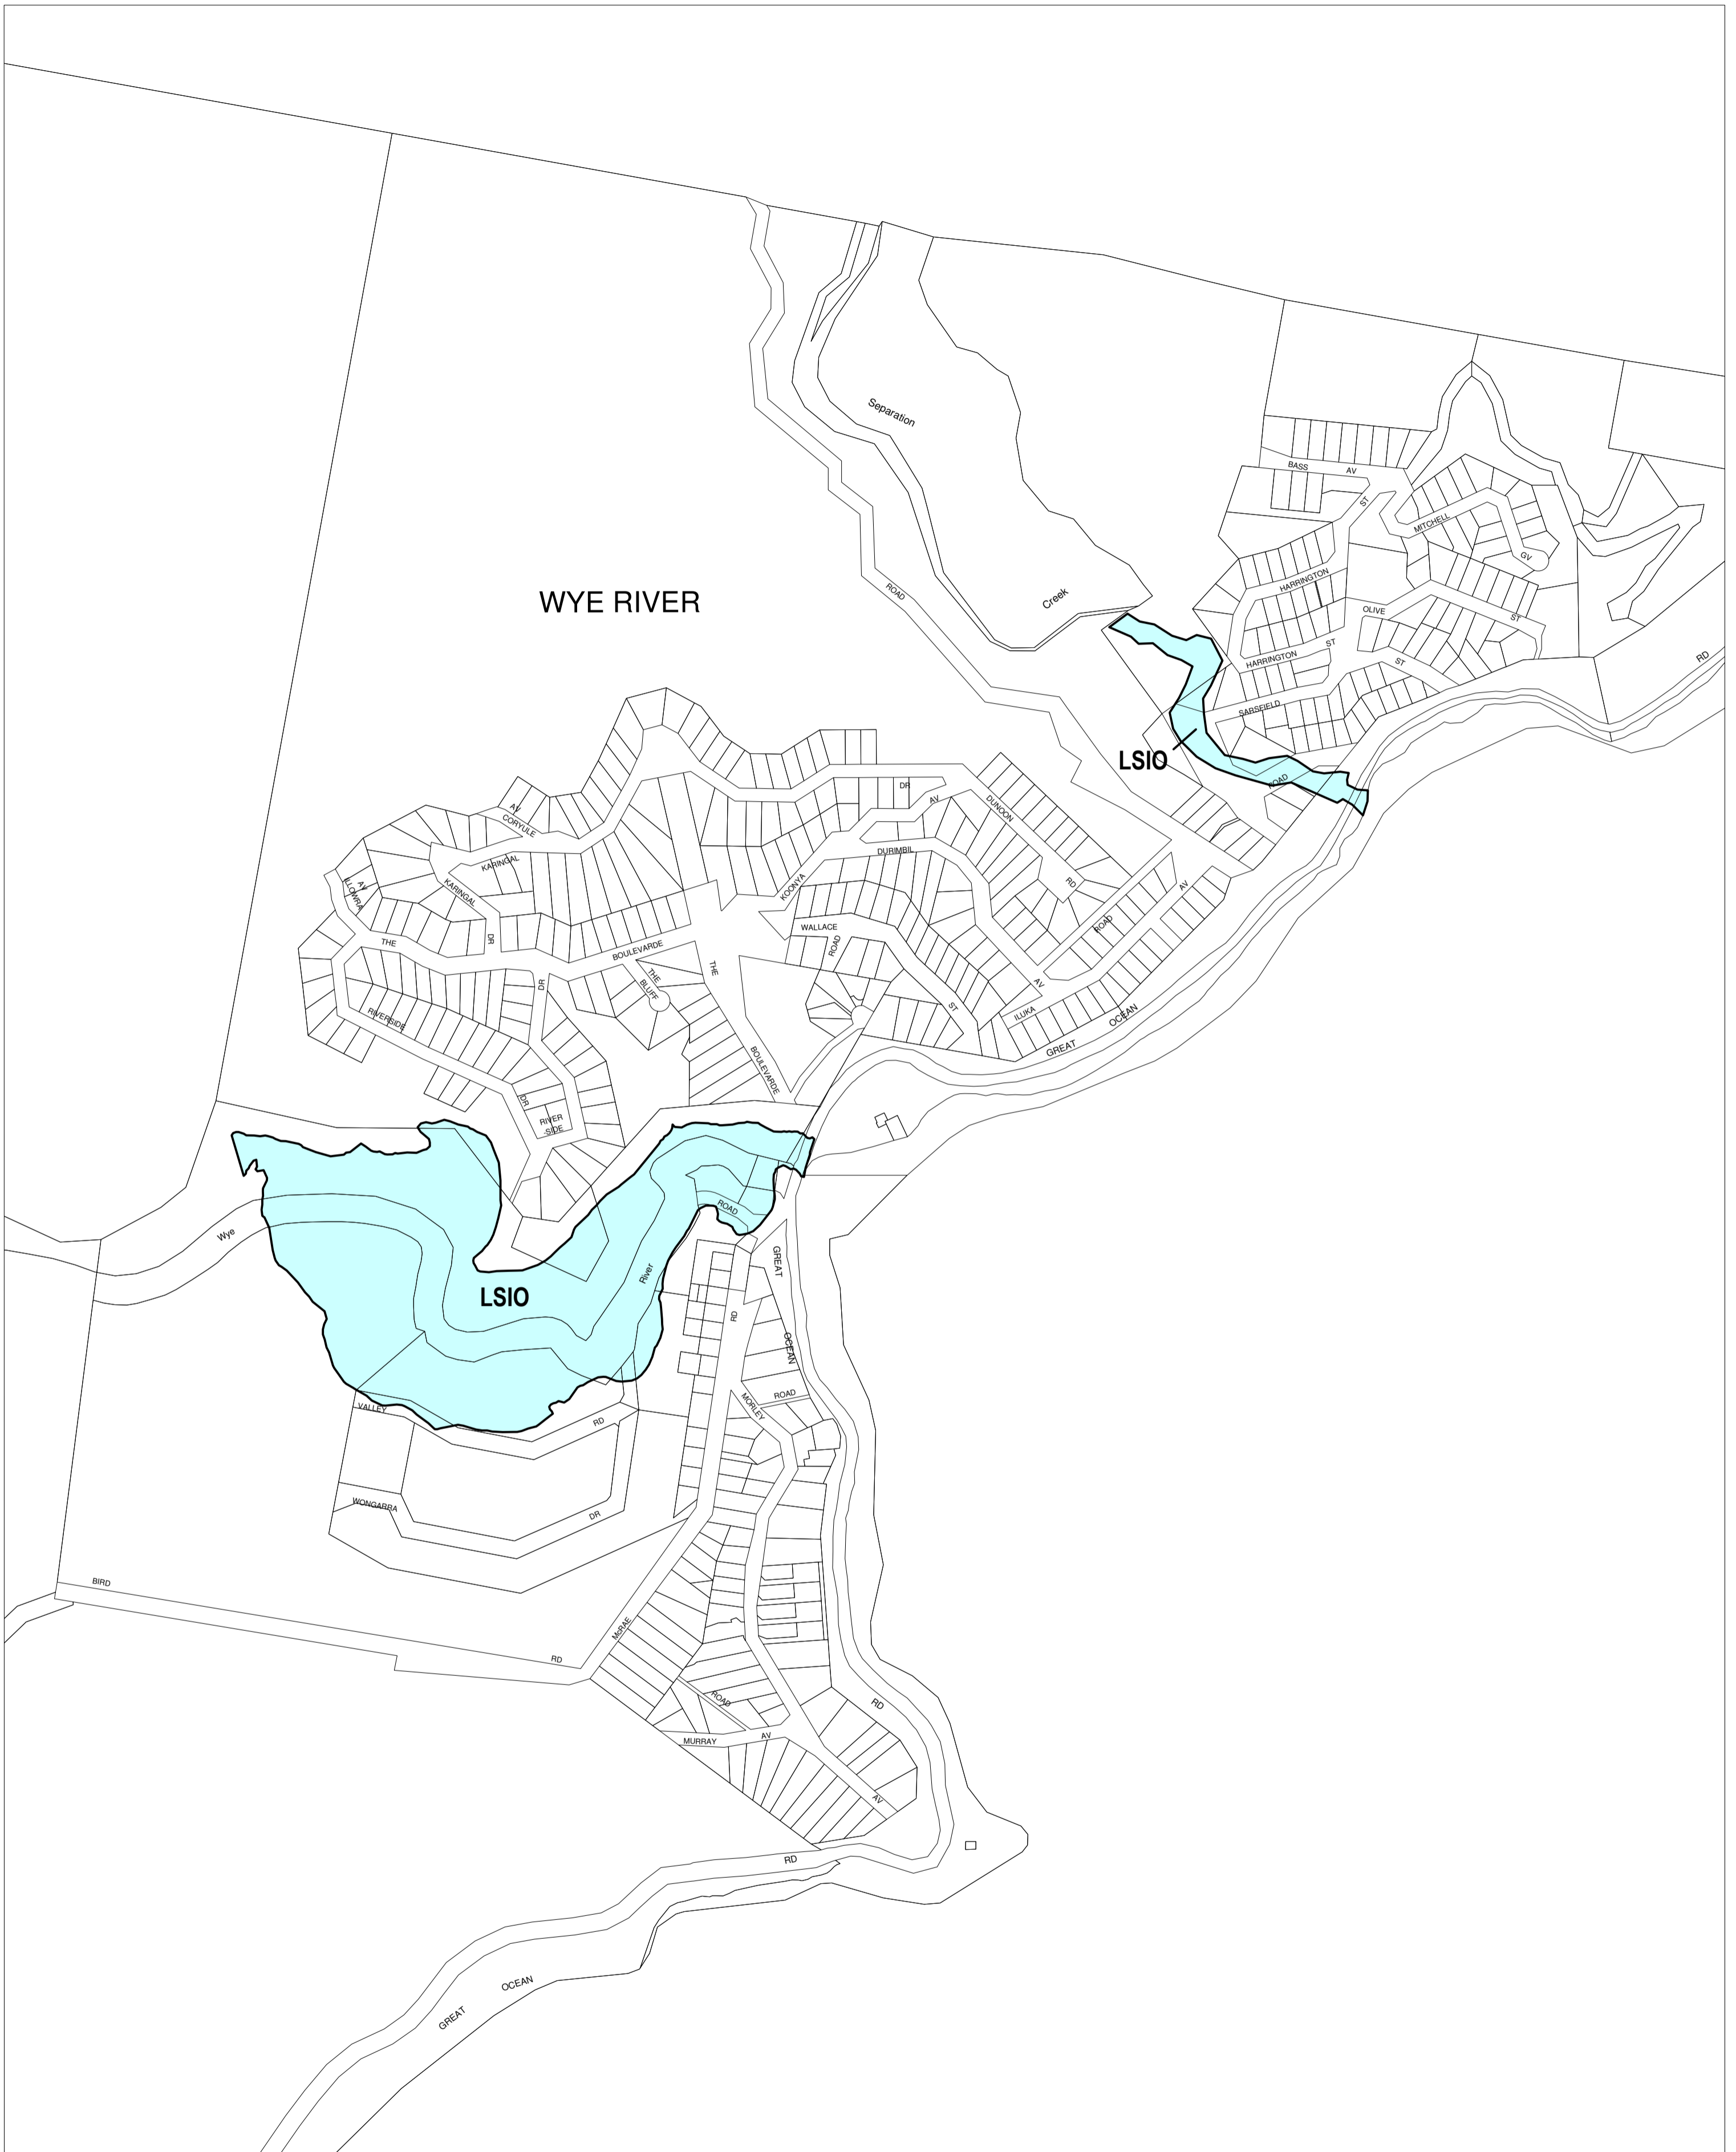 Separation
BASS
AV
ST
MITCHELL
GV
WYE RIVER
ROAD
Creek
HARRINGTON
OLIVE
ST
ST
HARRINGTON
ST
RD
SARSFIELD
LSIO
ROAD
DR
AV
DUNOON
AV
CORYULE
DURIMBIL
KARINGAL
KARINGAL
ILLOWRA
AV
KOONYA
RD
AV
ROAD
WALLACE
ROAD
THE
DR
BOULEVARDE
THE
THE
BLUFF
DR
AV
ST
ILUKA
OCEAN
GREAT
RIVERSIDE
BOULEVARDE
DR
RIVER
-SIDE
ROAD
Wye
GREAT
River
LSIO
RD
OCEAN
ROAD
MORLEY
VALLEY
RD
WONGARRA
DR
BIRD
McRAE
RD
ROAD
RD
MURRAY
AV
AV
RD
OCEAN
GREAT